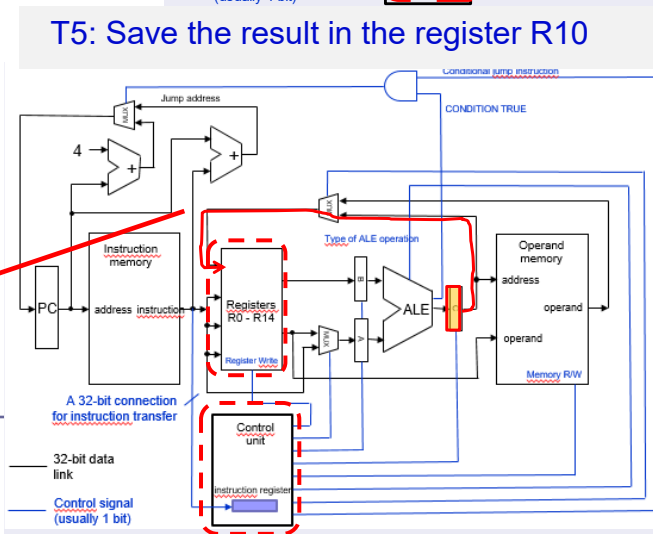 (usually 1 bit)
T5: Save the result in the register R10
Conditional jump instruction
Jump address
MUX
CONDITION TRUE
4
+
+
MUX
Type of ALE operation
Instruction
memory
Operand
memory
address
B
PC
address instruction
Registers
R0 - R14
ALE
C
operand
MUX
A
operand
Register Write
Memory R/W
A 32-bit connection
for instruction transfer
Control
unit
32-bit data
link
instruction register
Control signal
(usually 1 bit)